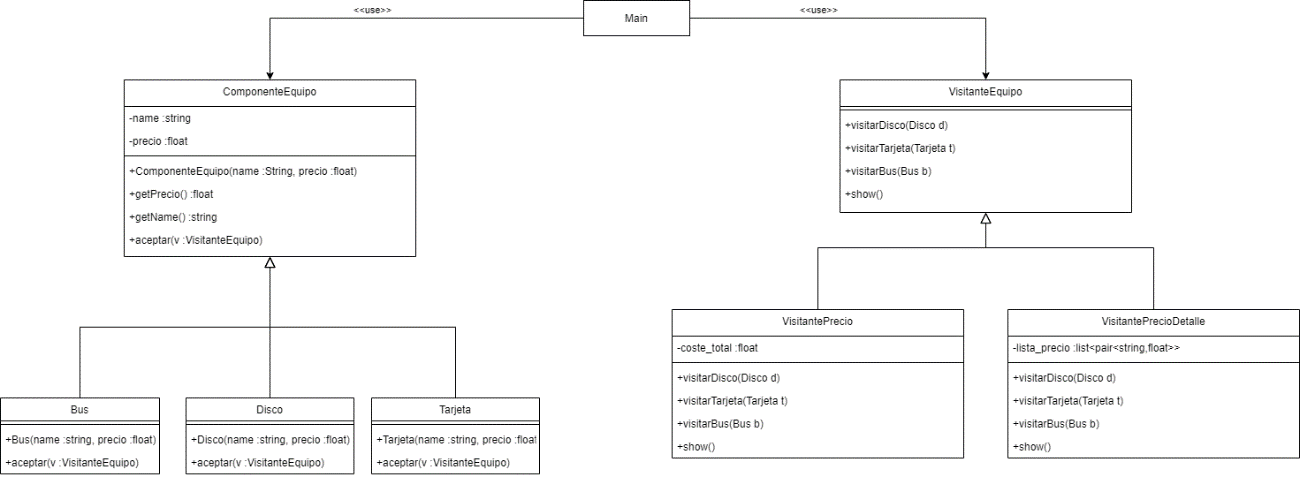 <<use>>
Main
<<use>>
ComponenteEquipo
-name :string
-precio :float
+ComponenteEquipo(name :String, precio :float)
+getPrecio() :float
+getName() :string
+aceptar(v :VisitanteEquipo)
VisitanteEquipo
+visitarDisco(Disco d)
+visitarTarjeta(Tarjeta t)
+visitarBus(Bus b)
+show()
VisitantePrecio
-coste_total :float
+visitarDisco(Disco d)
+visitarTarjeta(Tarjeta t)
+visitarBus(Bus b)
+show()
VisitantePrecioDetalle
-lista_precio :list<pair<string,float>>
+visitarDisco(Disco d)
+visitarTarjeta(Tarjeta t)
+visitarBus(Bus b)
+show()
Bus
+Bus(name :string, precio :float)
+aceptar(v :VisitanteEquipo)
Disco
+Disco(name :string, precio :float)
+aceptar(v :VisitanteEquipo)
Tarjeta
+Tarjeta(name :string, precio :float
+aceptar(v :VisitanteEquipo)